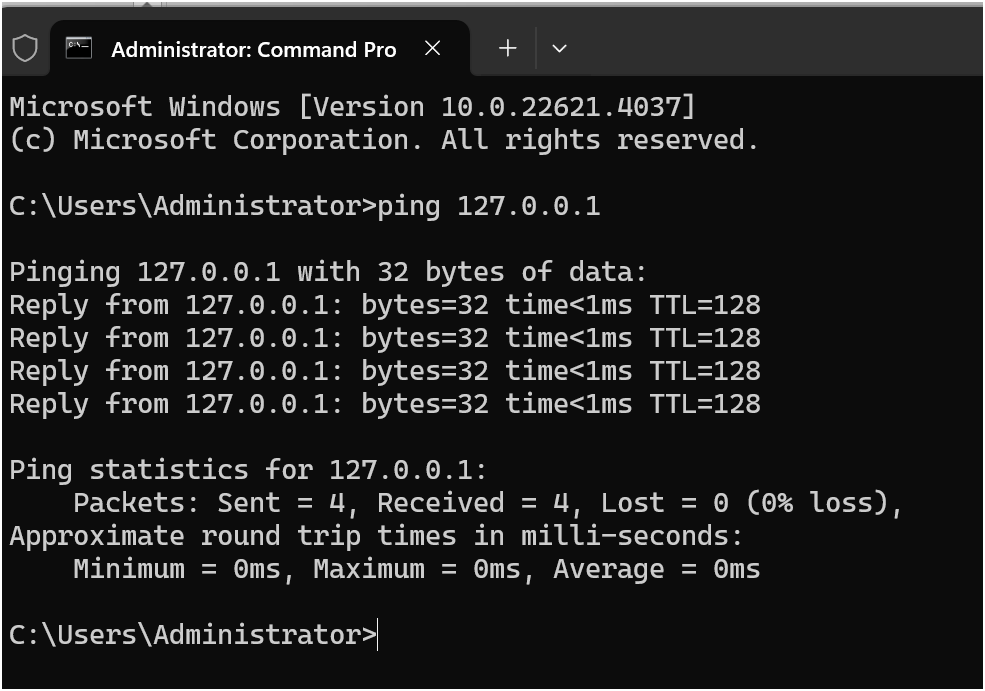 Administrator: Command Pro
Microsoft Windows [Version 10.0.22621.4037]
(c) Microsoft Corporation. All rights reserved.
C:\Users\Administrator>ping 127.0.0.1
Pinging 127.0.0.1 with 32 bytes of data:
Reply from 127.0.0.1: bytes=32 time<1ms TTL=128
Reply from 127.0.0.1: bytes=32 time<1ms TTL=128
Reply from 127.0.0.1: bytes=32 time<1ms TTL=128
Reply from 127.0.0.1: bytes=32 time<1ms TTL=128
Ping statistics for 127.0.0.1:
    Packets: Sent = 4, Received = 4, Lost = 0 (0% loss),
Approximate round trip times in milli-seconds:
    Minimum = 0ms, Maximum = 0ms, Average = 0ms
C:\Users\Administrator>